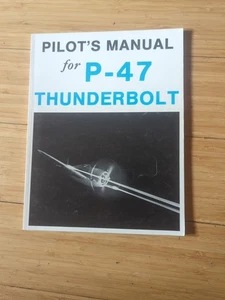 PILOT'S MANUAL
for P-47
THUNDERBOLT